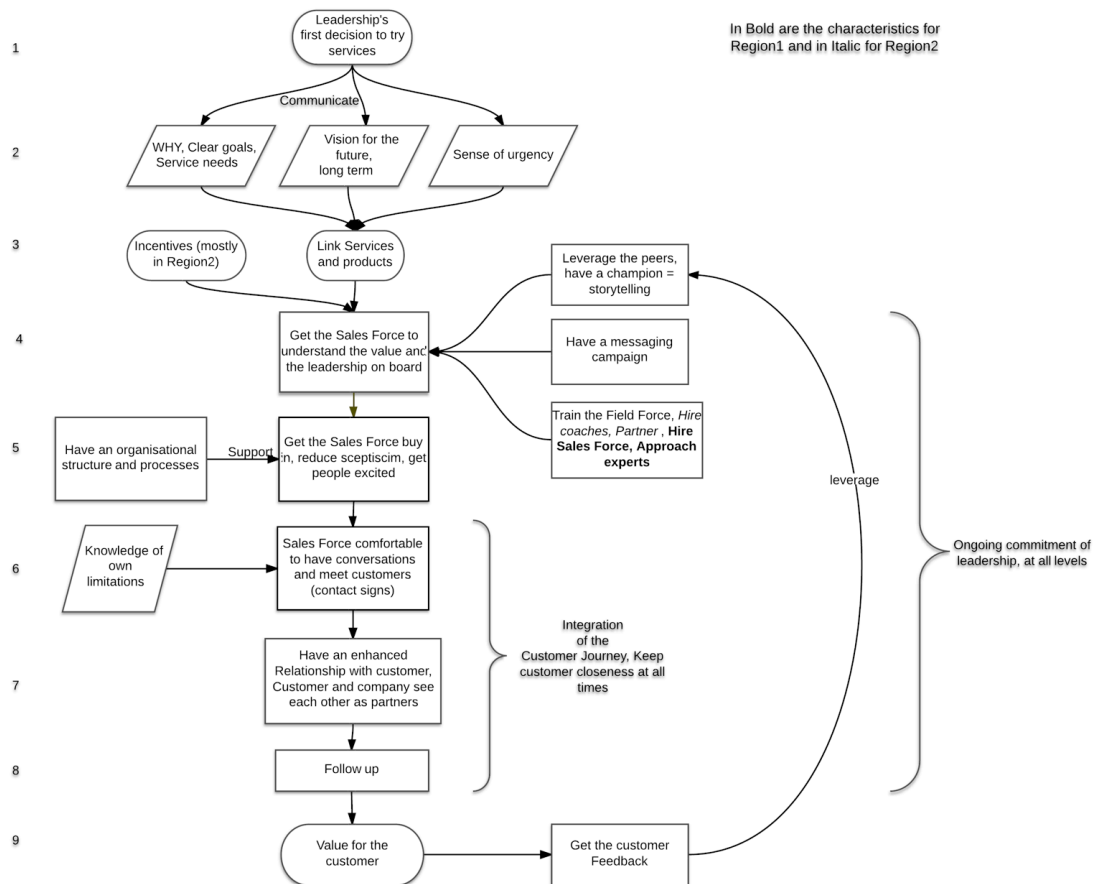 Leadership's
first decision to try
services
In Bold are the characteristics for
Region1 and in Italic for Region2
1
Communicate
2
WHY, Clear goals,
Service needs
Vision for the
future,
long term
Sense of urgency
3
Incentives (mostly
in Region2)
Link Services
and products
Leverage the peers,
have a champion =
storytelling
4
Get the Sales Force to
understand the value and
the leadership on board
Have a messaging
campaign
Train the Field Force, Hire
coaches, Partner , Hire
Sales Force, Approach
experts
5
Have an organisational
structure and processes
Support
Get the Sales Force buy
in, reduce sceptiscim, get
people excited
leverage
6
Knowledge of
own
limitations
Sales Force comfortable
to have conversations
and meet customers
(contact signs)
Ongoing commitment of
leadership, at all levels
Integration
of the
Customer Journey, Keep
customer closeness at all
times
7
Have an enhanced
Relationship with customer,
Customer and company see
each other as partners
8
Follow up
9
Value for the
customer
Get the customer
Feedback